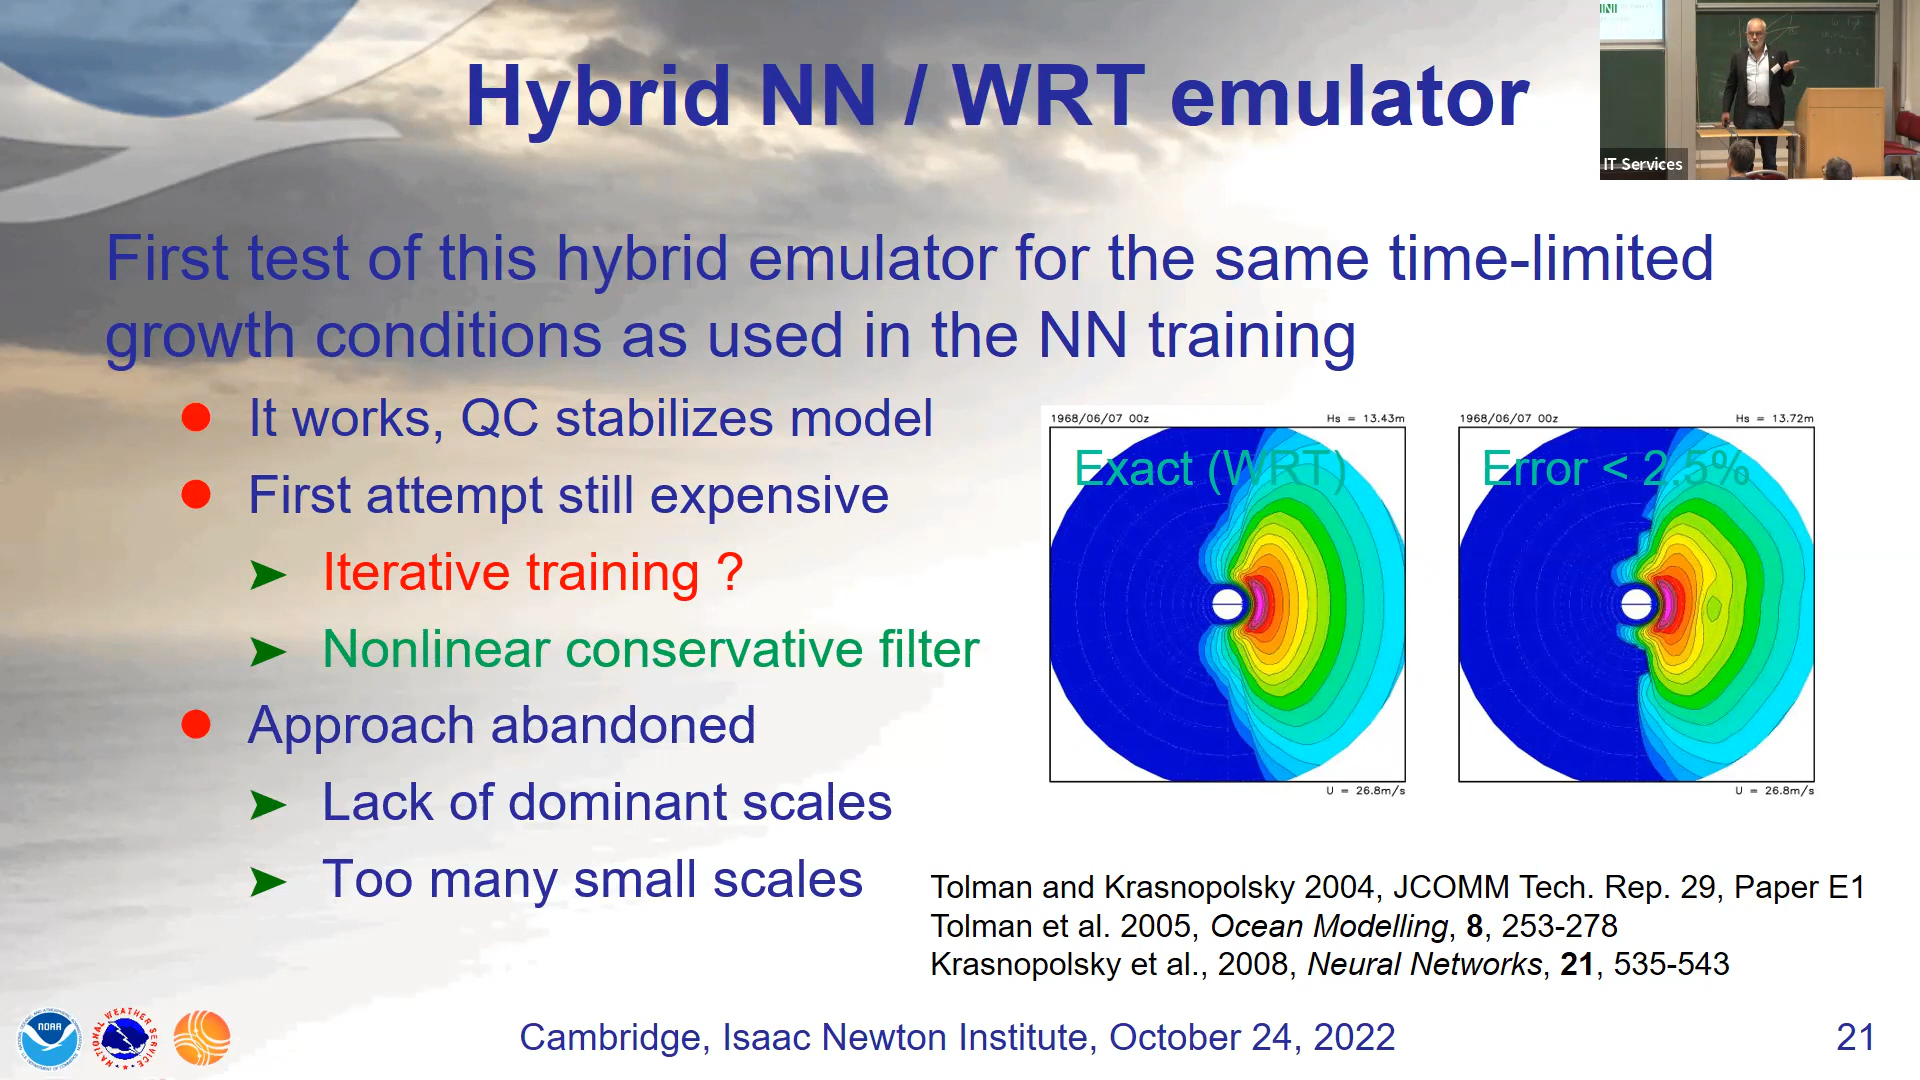 Hybrid NN / WRT emulator
IT Services
First test of this hybrid emulator for the same time-limited
growth conditions as used in the NN training
It works, QC stabilizes model
First attempt still expensive
Iterative training ?
Nonlinear conservative filter
Approach abandoned
Lack of dominant scales
Too many small scales
1968/06/07 00z Hs = 13.43m
Exact (WRT)
U = 26.8m/s
1968/06/07 00z Hs = 13.72m
Error < 2.5%
U = 26.8m/s
Tolman and Krasnopolsky 2004, JCOMM Tech. Rep. 29, Paper E1
Tolman et al. 2005, Ocean Modelling, 8, 253-278
Krasnopolsky et al., 2008, Neural Networks, 21, 535-543
NOAA
NATIONAL WEATHER SERVICE
Cambridge, Isaac Newton Institute, October 24, 2022
21